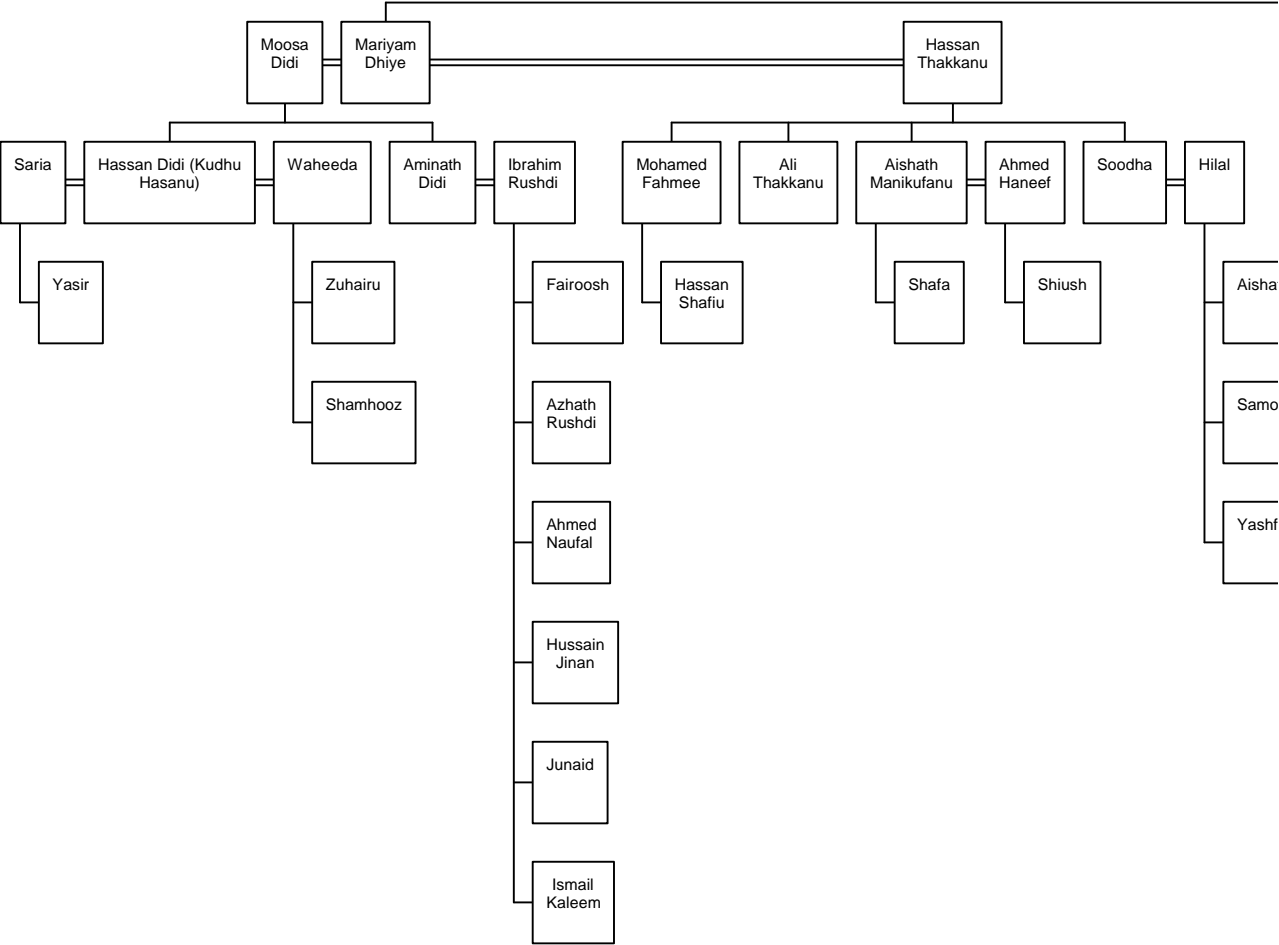 Moosa
Didi
Mariyam
Dhiye
Hassan
Thakkanu
Saria
Hassan Didi (Kudhu
Hasanu)
Waheeda
Aminath
Didi
Ibrahim
Rushdi
Mohamed
Fahmee
Ali
Thakkanu
Aishath
Manikufanu
Ahmed
Haneef
Soodha
Hilal
Yasir
Zuhairu
Fairoosh
Hassan
Shafiu
Shafa
Shiush
Shamhooz
Azhath
Rushdi
Ahmed
Naufal
Hussain
Jinan
Junaid
Ismail
Kaleem